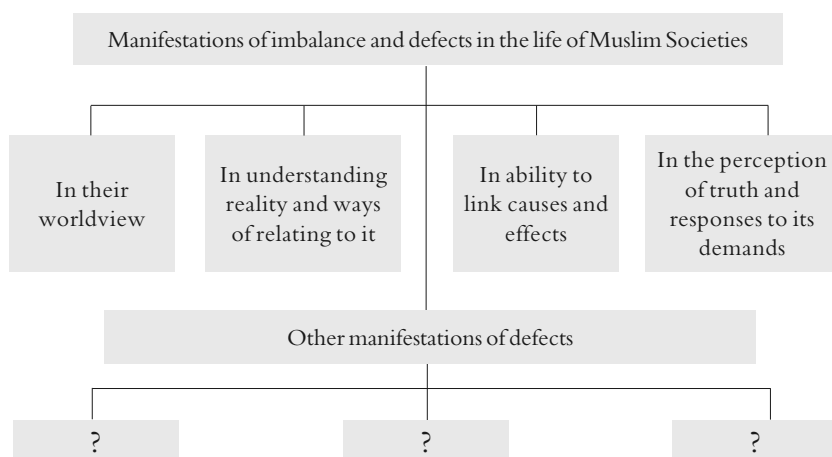 Manifestations of imbalance and defects in the life of Muslim Societies
In their
worldview
In understanding
reality and ways
of relating to it
In ability to
link causes and
effects
In the perception
of truth and
responses to its
demands
Other manifestations of defects
?
?
?